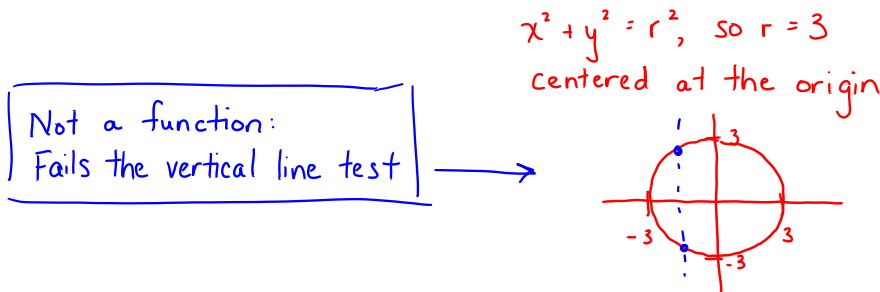 x² + y² = r², so r = 3
centered at the origin
Not a function:
Fails the vertical line test
3
-3
3
-3